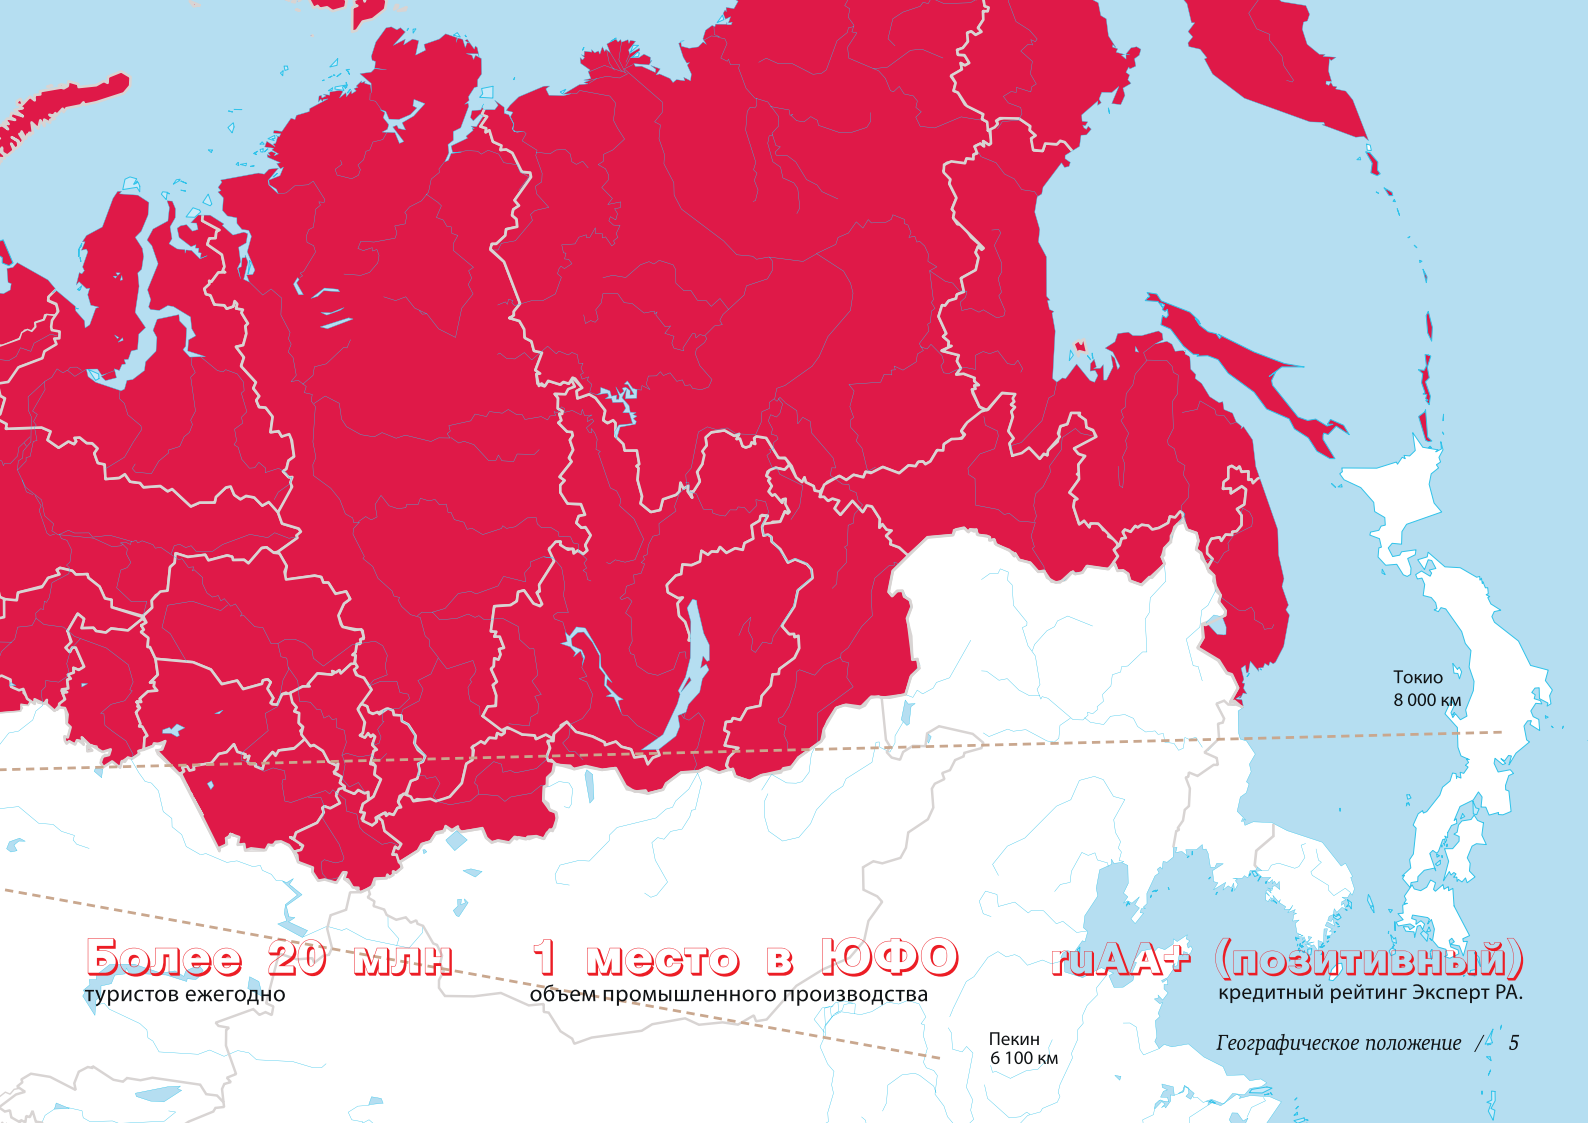 Токио
8 000 км
Более 20 млн
туристов ежегодно
1 место в ЮФО
объем промышленного производства
ruAA+ (позитивный)
кредитный рейтинг Эксперт РА.
Пекин
6 100 км
Географическое положение / 5